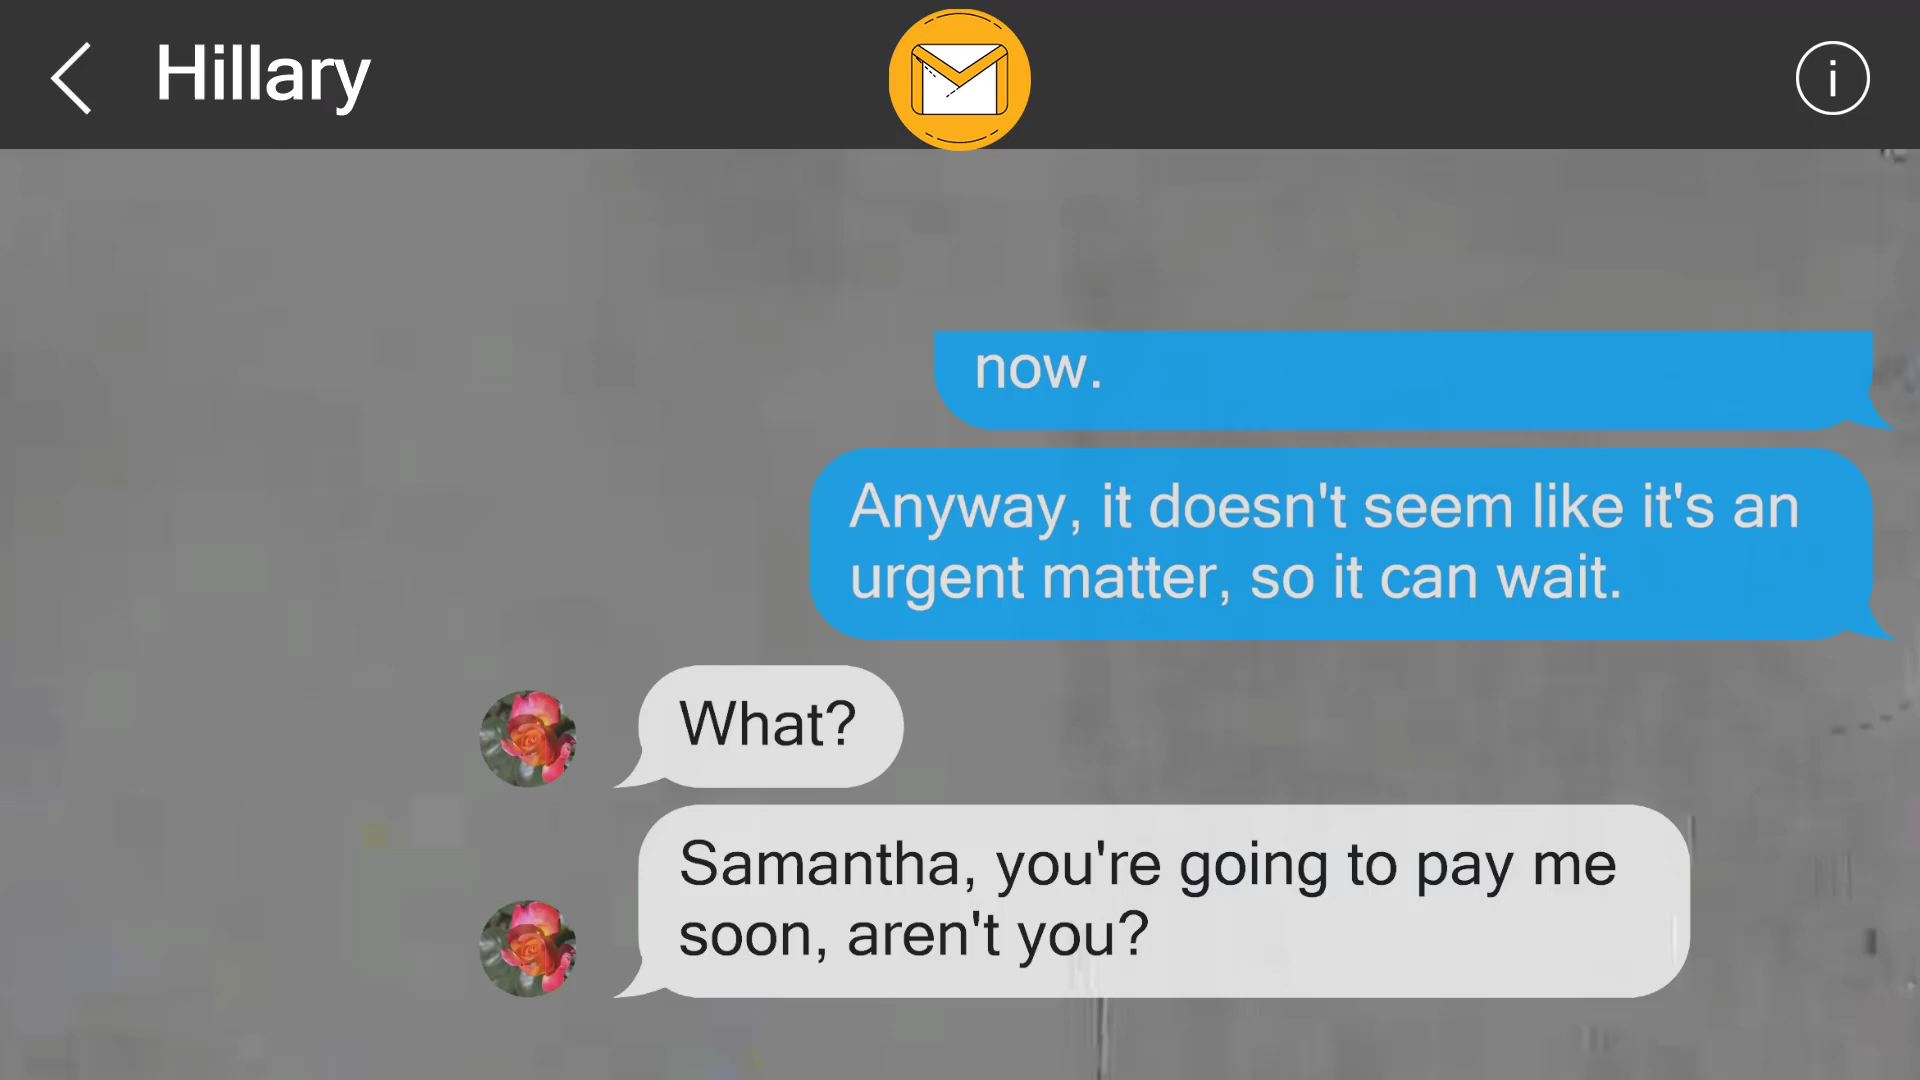 Hillary
i
now.
Anyway, it doesn't seem like it's an
urgent matter, so it can wait.
What?
Samantha, you're going to pay me
soon, aren't you?